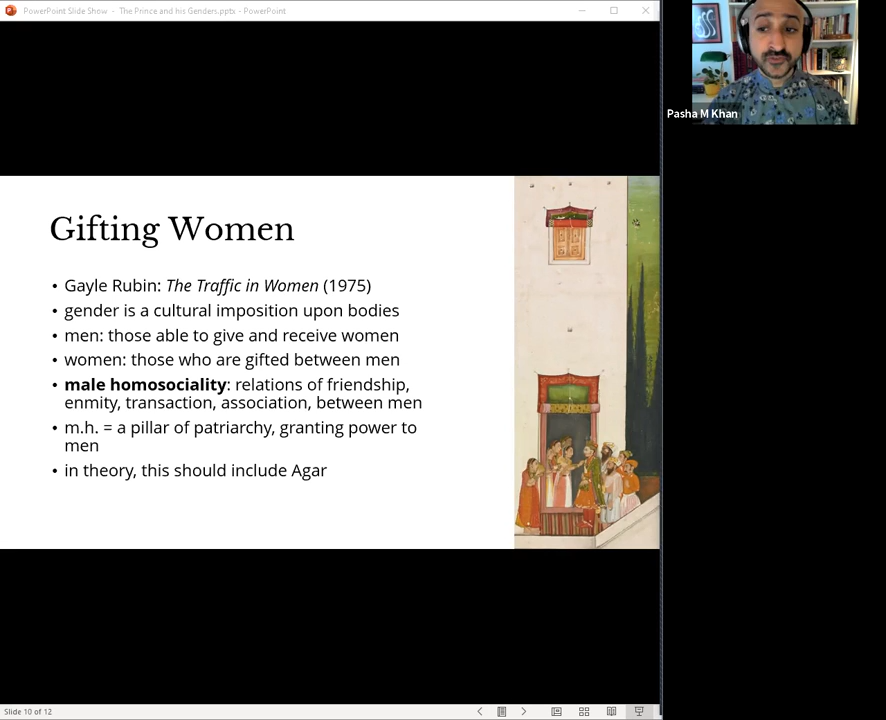 PowerPoint Slide Show - The Prince and his Genders.pptx - PowerPoint
Pasha M Khan
Gifting Women
• Gayle Rubin: The Traffic in Women (1975)
• gender is a cultural imposition upon bodies
• men: those able to give and receive women
• women: those who are gifted between men
• male homosociality: relations of friendship,
enmity, transaction, association, between men
• m.h. = a pillar of patriarchy, granting power to
men
• in theory, this should include Agar
Slide 10 of 12